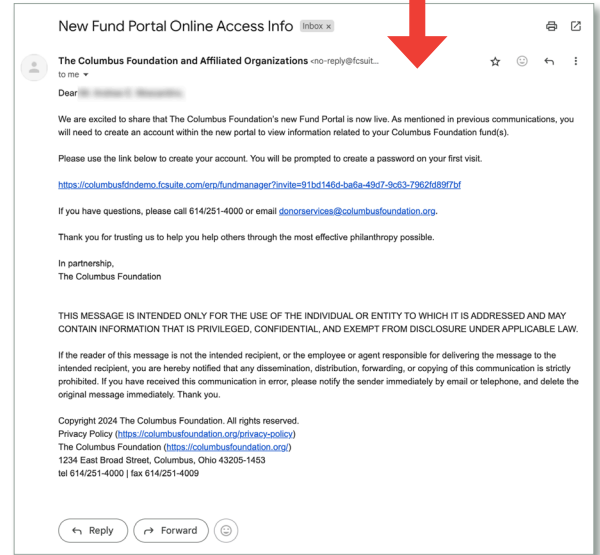 New Fund Portal Online Access Info Inbox ×
The Columbus Foundation and Affiliated Organizations <no-reply@fcsuit...
to me
Dear
We are excited to share that The Columbus Foundation's new Fund Portal is now live. As mentioned in previous communications, you
will need to create an account within the new portal to view information related to your Columbus Foundation fund(s).
Please use the link below to create your account. You will be prompted to create a password on your first visit.
https://columbusfdndemo.fcsuite.com/erp/fundmanager?invite=91bd146d-ba6a-49d7-9c63-7962fd89f7bf
If you have questions, please call 614/251-4000 or email donorservices@columbusfoundation.org.
Thank you for trusting us to help you help others through the most effective philanthropy possible.
In partnership,
The Columbus Foundation
THIS MESSAGE IS INTENDED ONLY FOR THE USE OF THE INDIVIDUAL OR ENTITY TO WHICH IT IS ADDRESSED AND MAY
CONTAIN INFORMATION THAT IS PRIVILEGED, CONFIDENTIAL, AND EXEMPT FROM DISCLOSURE UNDER APPLICABLE LAW.
If the reader of this message is not the intended recipient, or the employee or agent responsible for delivering the message to the
intended recipient, you are hereby notified that any dissemination, distribution, forwarding, or copying of this communication is strictly
prohibited. If you have received this communication in error, please notify the sender immediately by email or telephone, and delete the
original message immediately. Thank you.
Copyright 2024 The Columbus Foundation. All rights reserved.
Privacy Policy (https://columbusfoundation.org/privacy-policy)
The Columbus Foundation (https://columbusfoundation.org/)
1234 East Broad Street, Columbus, Ohio 43205-1453
tel 614/251-4000 | fax 614/251-4009
Reply Forward